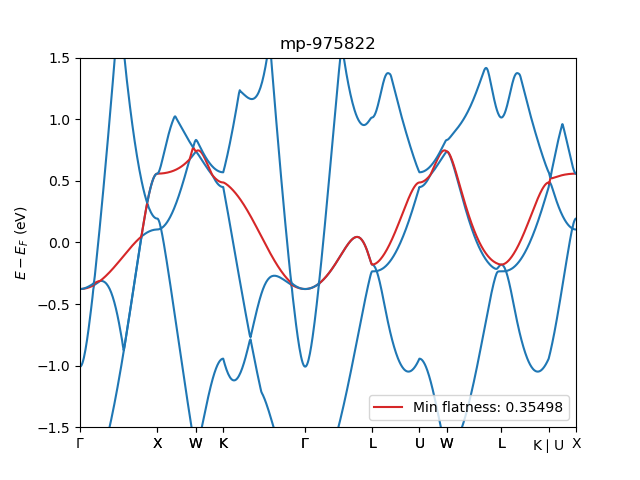 mp-975822
1.5
1.0
0.5
0.0
−0.5
−1.0
−1.5
E − E_F (eV)
Min flatness: 0.35498
Γ X W K Γ L U W L K | U X